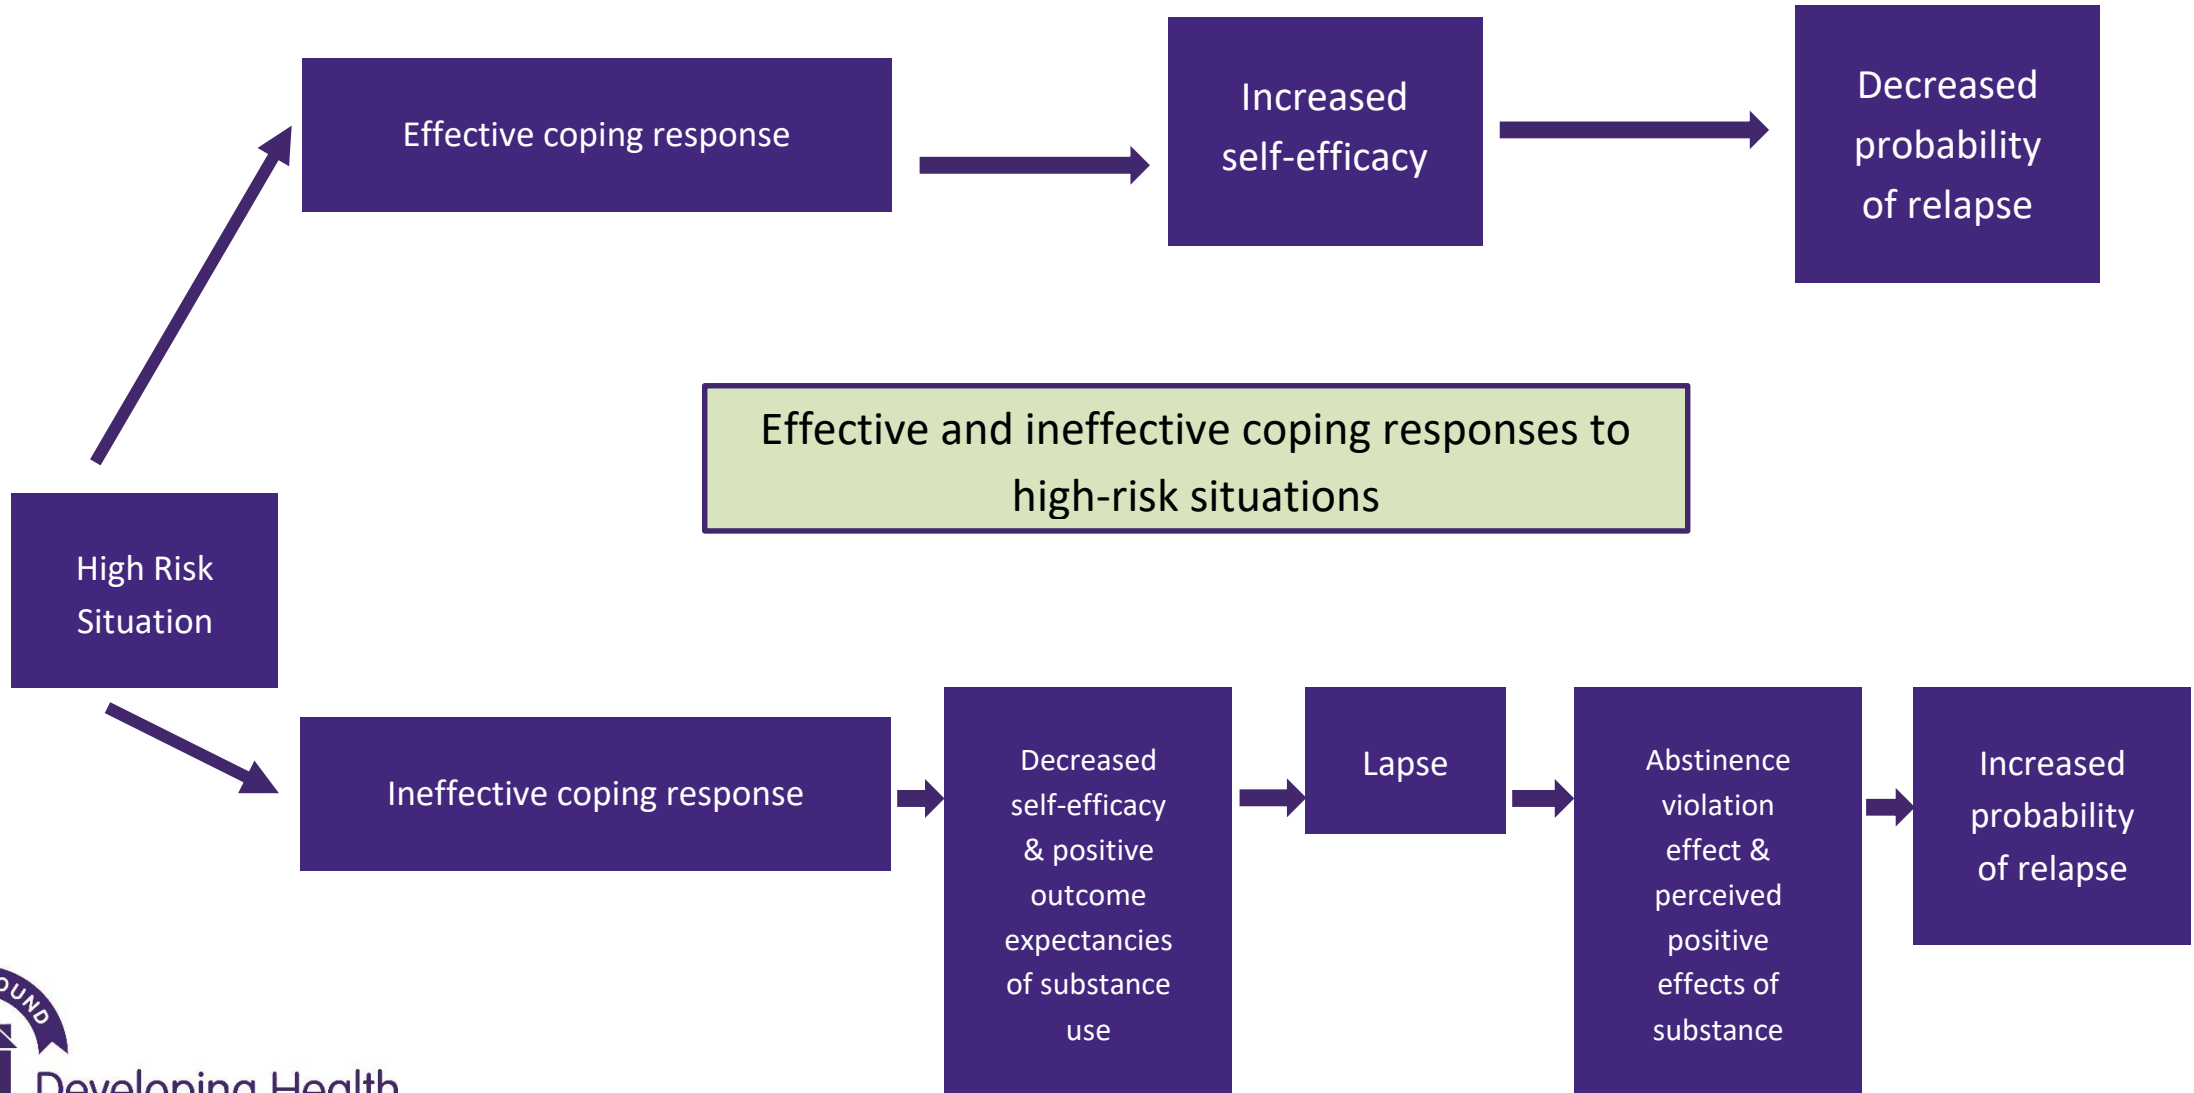 Effective coping response
Increased
self-efficacy
Decreased
probability
of relapse
Effective and ineffective coping responses to
high-risk situations
High Risk
Situation
Ineffective coping response
Decreased
self-efficacy
& positive
outcome
expectancies
of substance
use
Lapse
Abstinence
violation
effect &
perceived
positive
effects of
substance
Increased
probability
of relapse
Developing Health